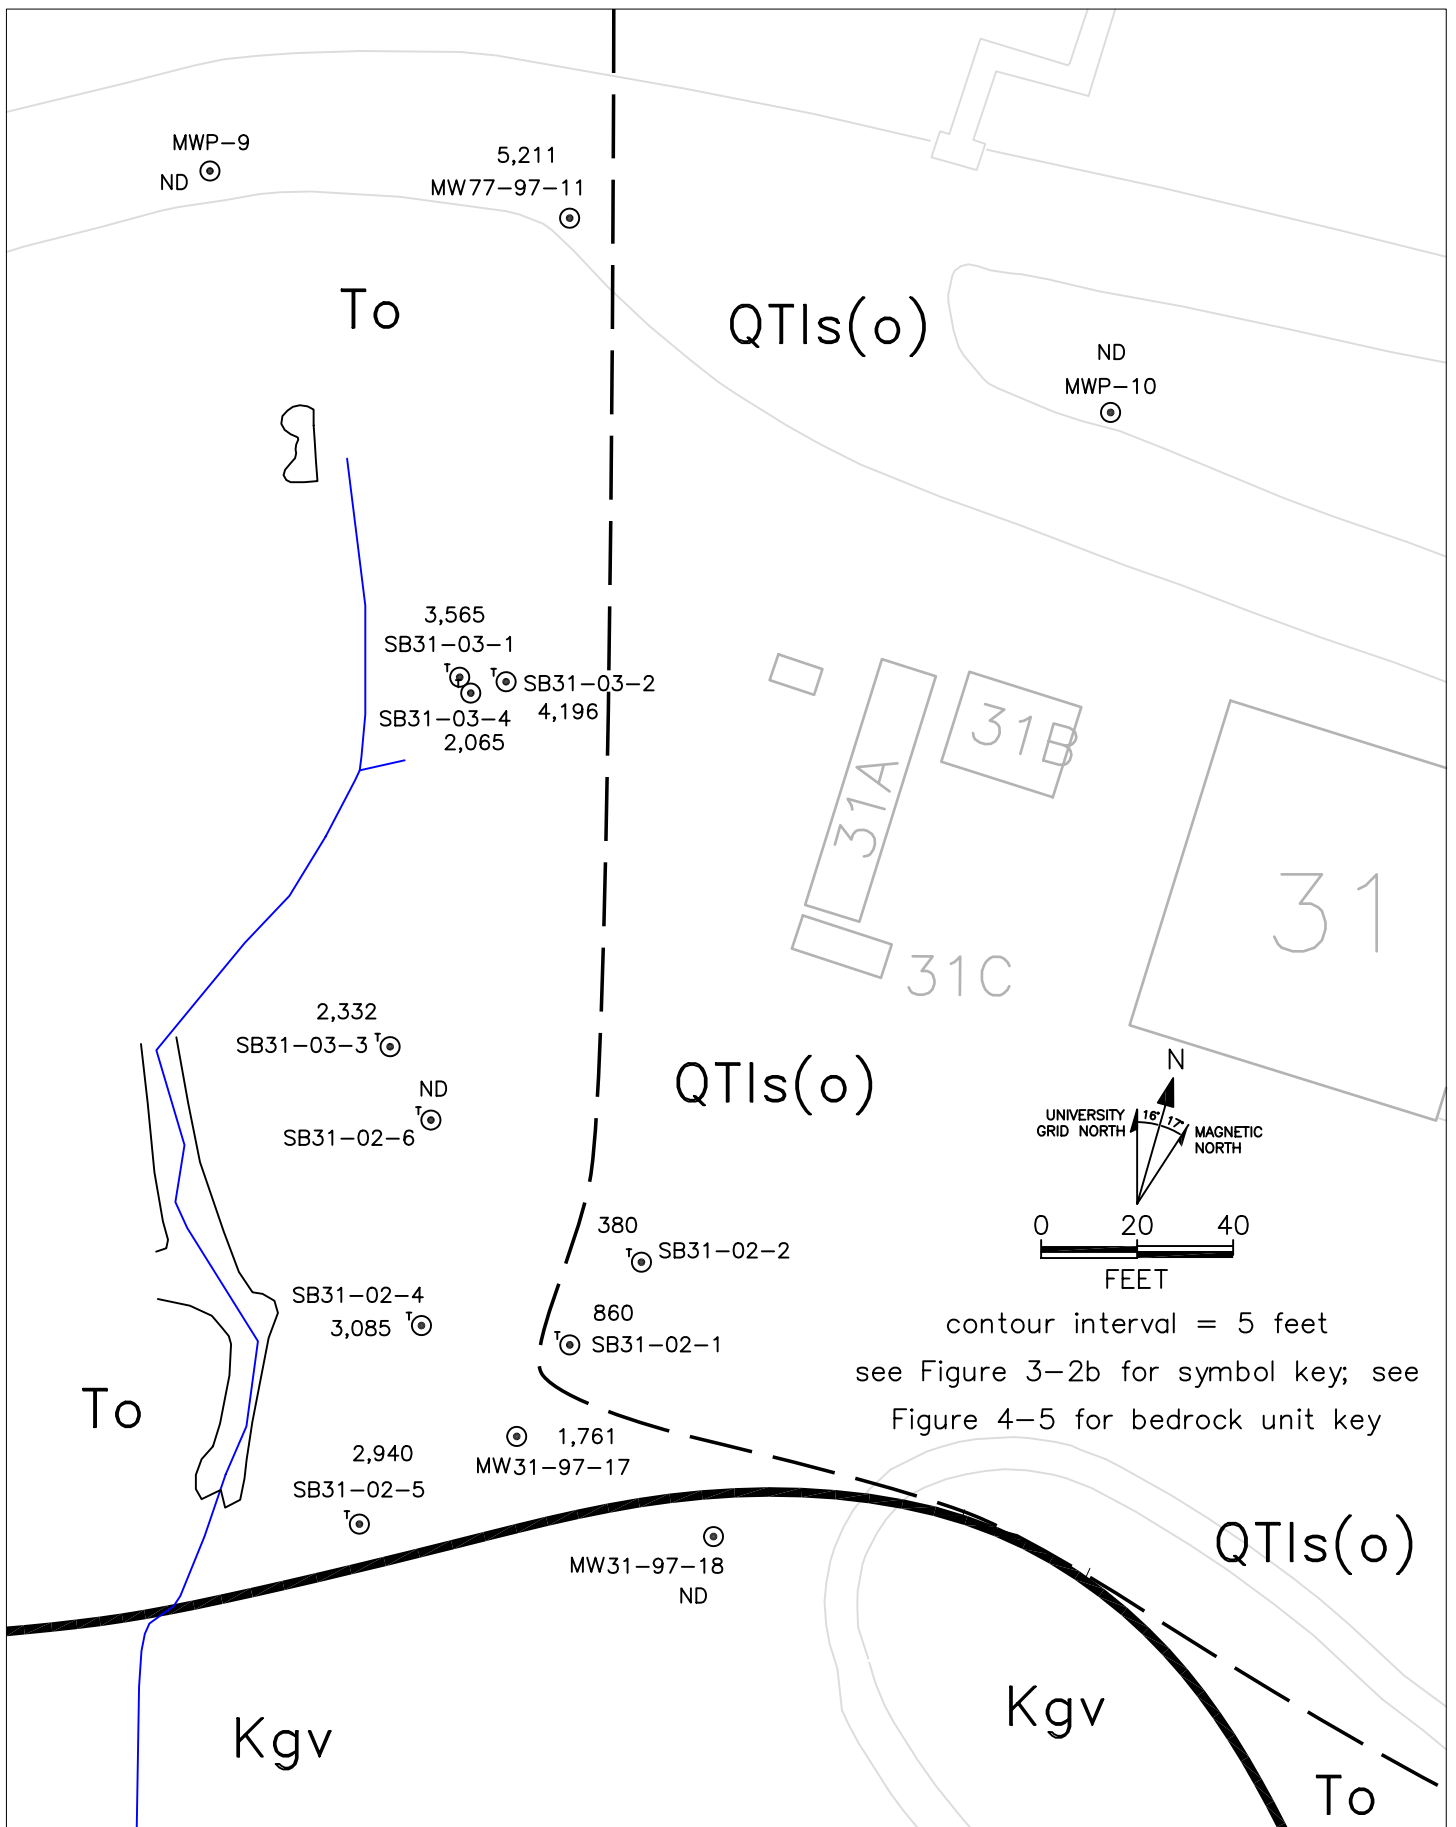 MWP-9
ND
5,211
MW77-97-11
To
QTls(o)
ND
MWP-10
3,565
SB31-03-1
T
T
T
SB31-03-2
4,196
SB31-03-4
2,065
31B
31A
31
31C
2,332
SB31-03-3
T
ND
T
SB31-02-6
QTls(o)
N
UNIVERSITY
GRID NORTH
16°
17°
MAGNETIC
NORTH
0 20 40
FEET
380
T
SB31-02-2
SB31-02-4
3,085
T
860
T
SB31-02-1
contour interval = 5 feet
see Figure 3-2b for symbol key; see
Figure 4-5 for bedrock unit key
To
2,940
SB31-02-5
T
1,761
MW31-97-17
MW31-97-18
ND
QTls(o)
Kgv
Kgv
To